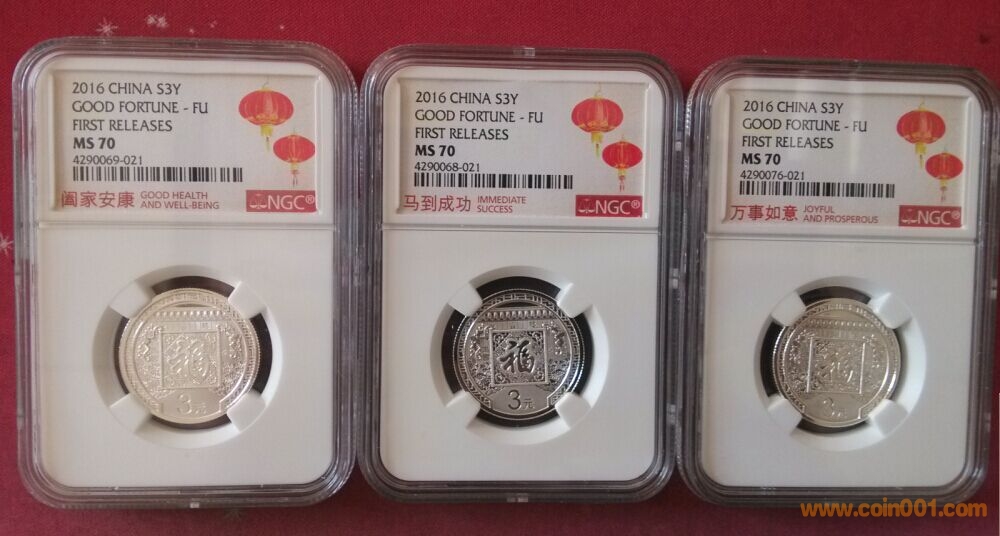 2016 CHINA S3Y
GOOD FORTUNE - FU
FIRST RELEASES
MS 70
4290069-021
阖家安康 GOOD HEALTH
AND WELL-BEING
NGC®
福
3元
2016 CHINA S3Y
GOOD FORTUNE - FU
FIRST RELEASES
MS 70
4290068-021
马到成功 IMMEDIATE
SUCCESS
NGC®
福
3元
2016 CHINA S3Y
GOOD FORTUNE - FU
FIRST RELEASES
MS 70
4290076-021
万事如意 JOYFUL
AND PROSPEROUS
NGC®
福
3元
www.coin001.com